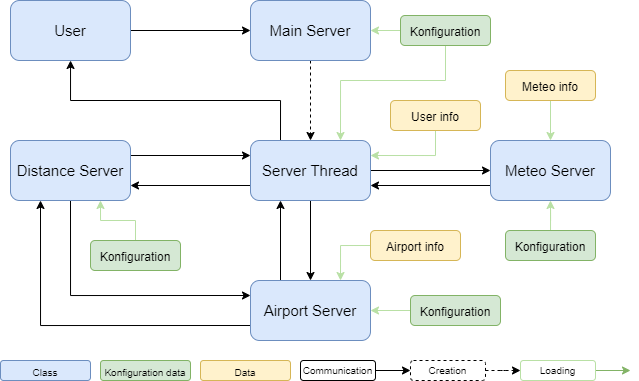 User
Main Server
Konfiguration
Meteo info
User info
Distance Server
Server Thread
Meteo Server
Konfiguration
Airport info
Konfiguration
Airport Server
Konfiguration
Class
Konfiguration data
Data
Communication
Creation
Loading